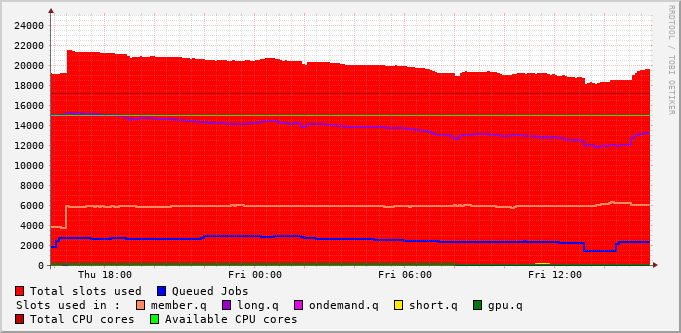 RRDTOOL / TOBI OETIKER
24000
22000
20000
18000
16000
14000
12000
10000
8000
6000
4000
2000
0
Thu 18:00 Fri 00:00 Fri 06:00 Fri 12:00
Total slots used Queued Jobs
Slots used in : member.q long.q ondemand.q short.q gpu.q
Total CPU cores Available CPU cores